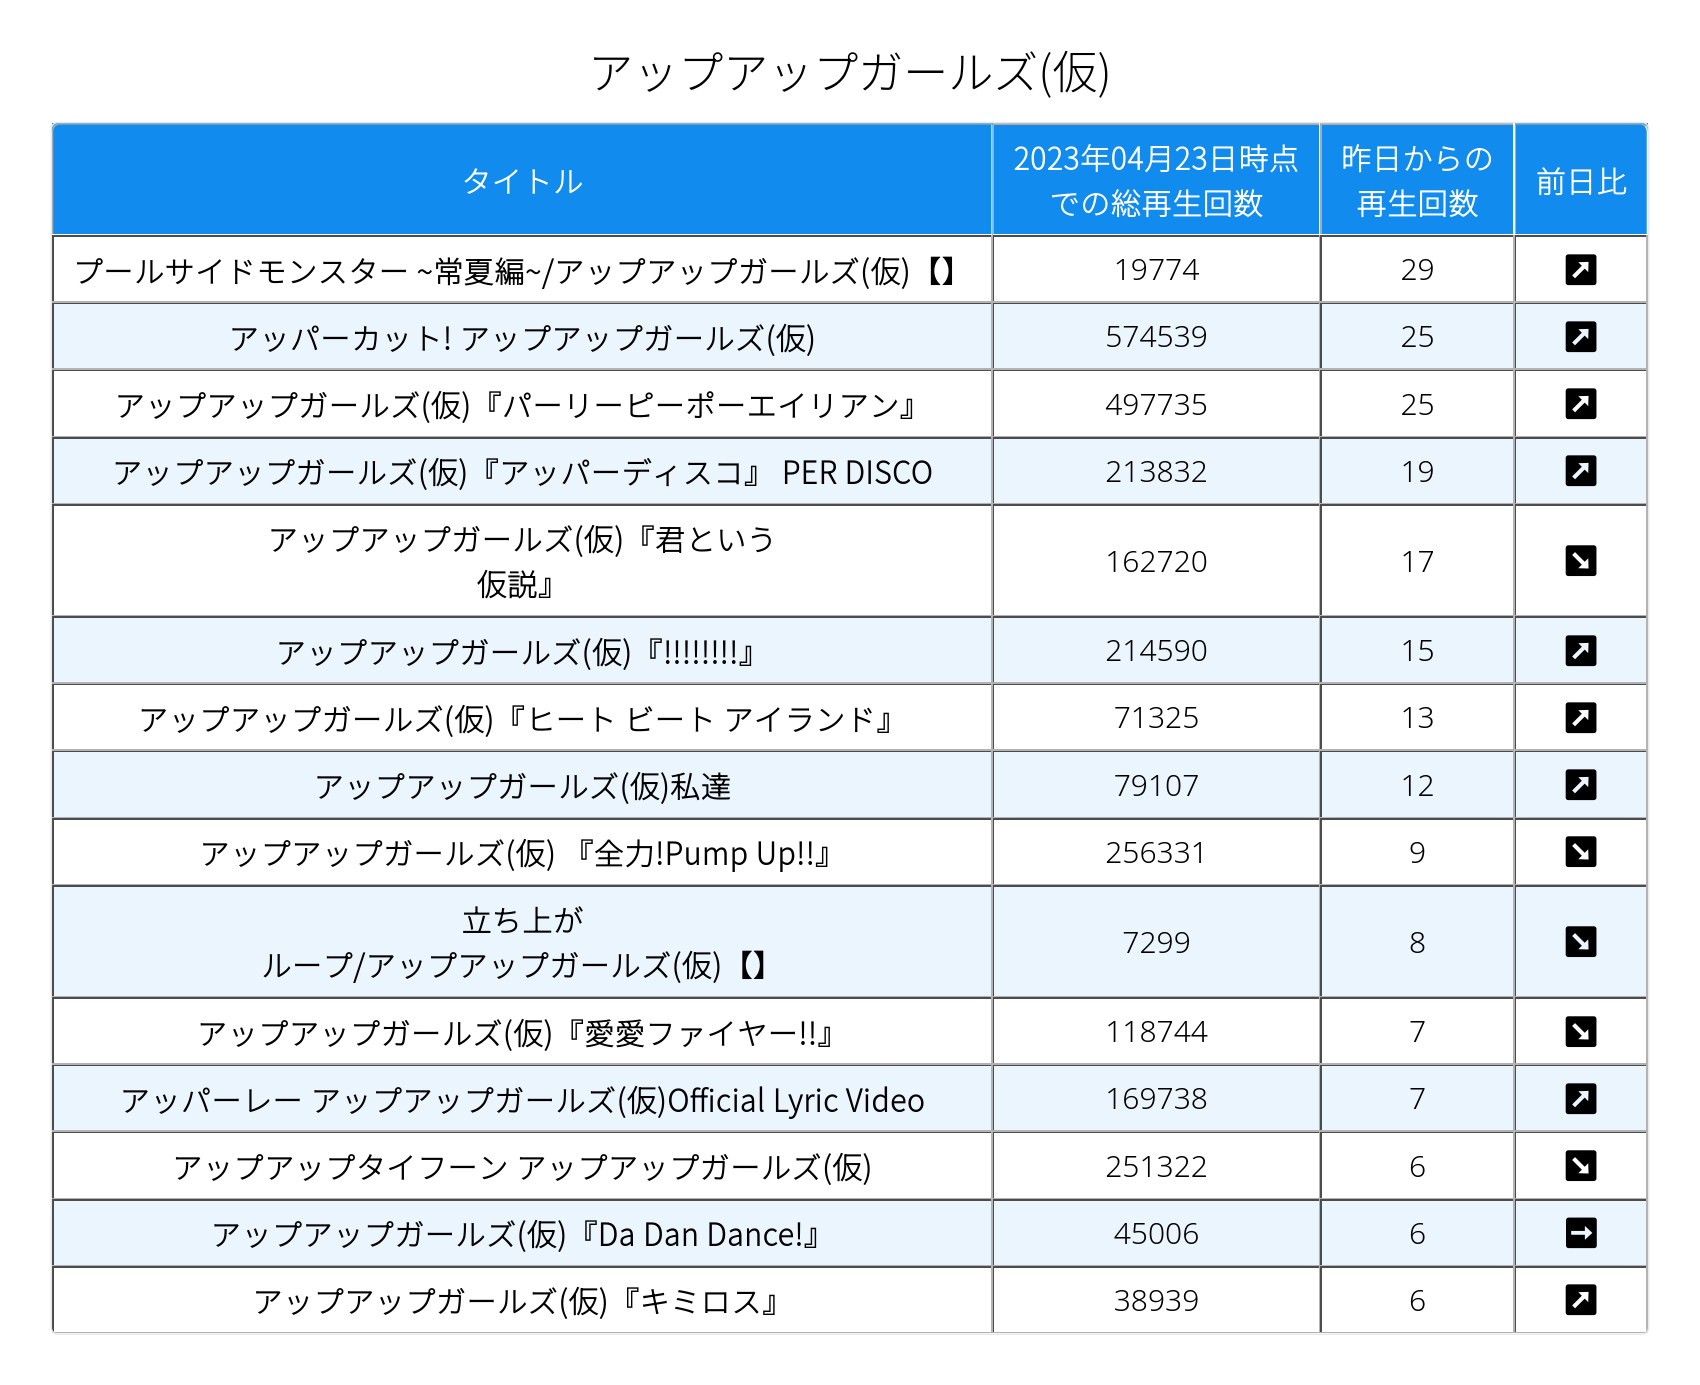 アップアップガールズ(仮)
タイトル
2023年04月23日時点
での総再生回数
昨日からの
再生回数
前日比
プールサイドモンスター ~常夏編~/アップアップガールズ(仮)【】
19774
29
アッパーカット! アップアップガールズ(仮)
574539
25
アップアップガールズ(仮)『パーリーピーポーエイリアン』
497735
25
アップアップガールズ(仮)『アッパーディスコ』 PER DISCO
213832
19
アップアップガールズ(仮)『君という
仮説』
162720
17
アップアップガールズ(仮)『!!!!!!!!』
214590
15
アップアップガールズ(仮)『ヒート ビート アイランド』
71325
13
アップアップガールズ(仮)私達
79107
12
アップアップガールズ(仮) 『全力!Pump Up!!』
256331
9
立ち上が
ループ/アップアップガールズ(仮)【】
7299
8
アップアップガールズ(仮)『愛愛ファイヤー!!』
118744
7
アッパーレー アップアップガールズ(仮)Official Lyric Video
169738
7
アップアップタイフーン アップアップガールズ(仮)
251322
6
アップアップガールズ(仮)『Da Dan Dance!』
45006
6
アップアップガールズ(仮)『キミロス』
38939
6